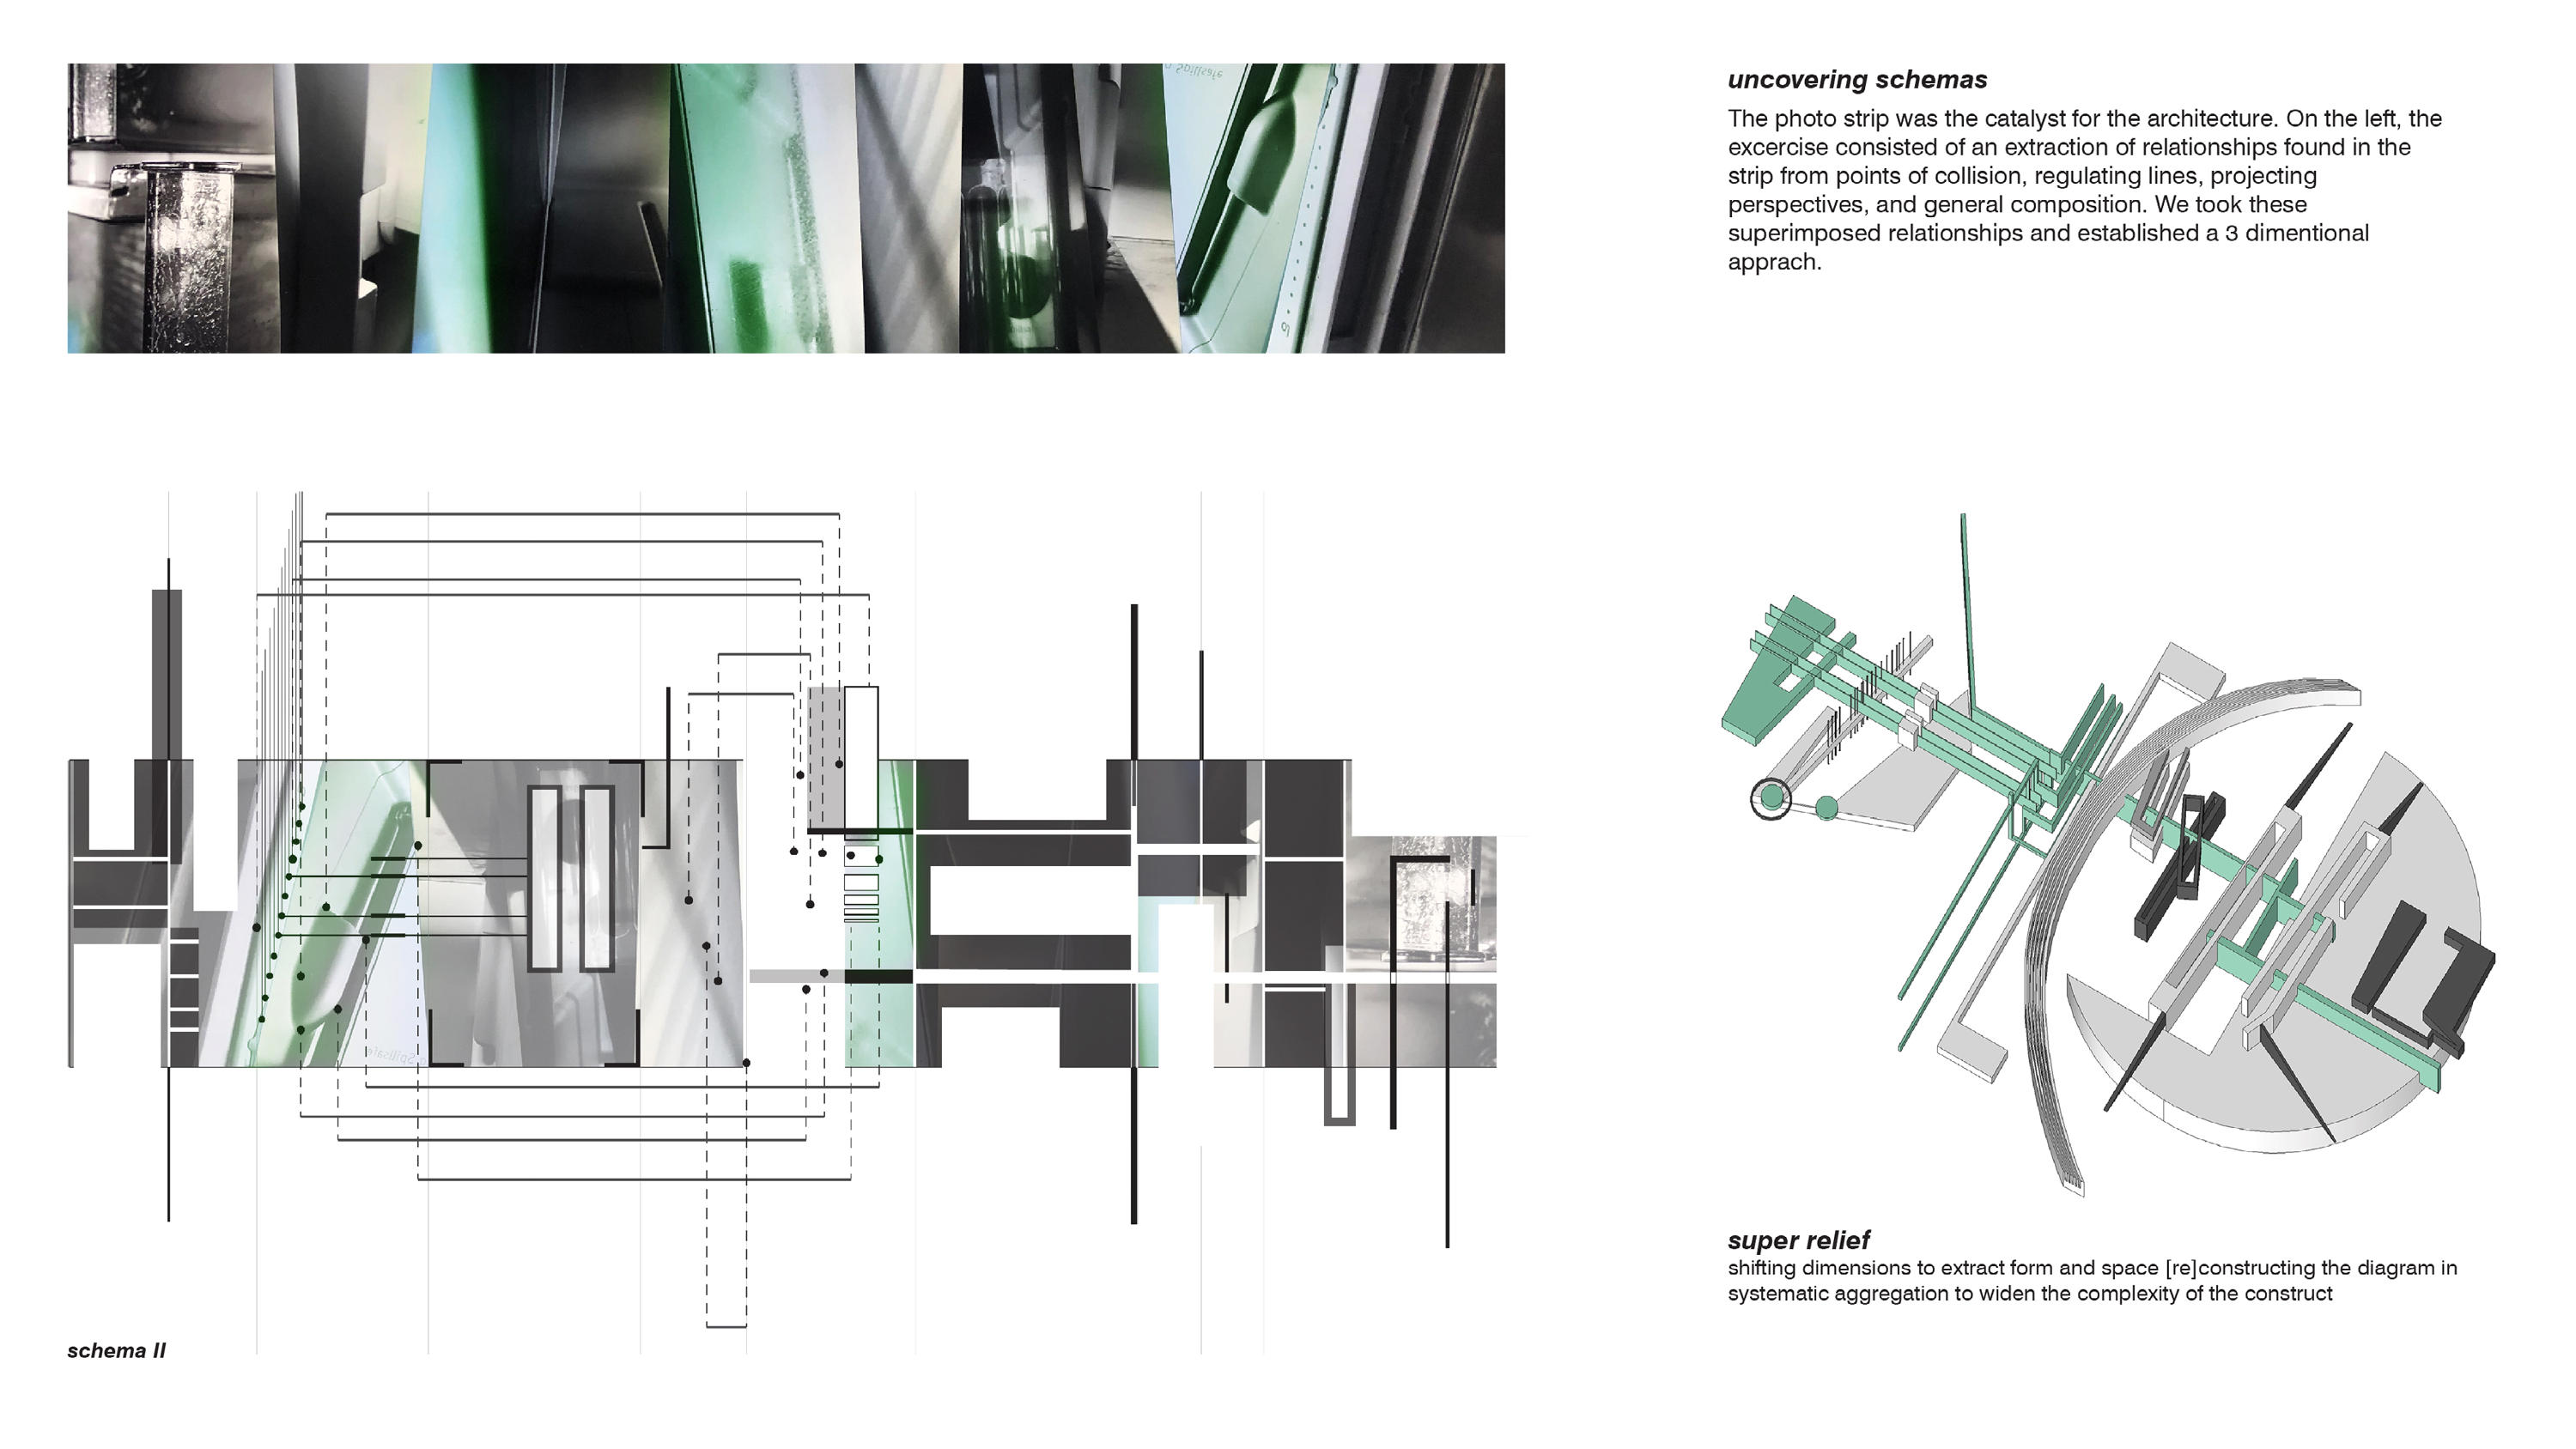 uncovering schemas
The photo strip was the catalyst for the architecture. On the left, the
excercise consisted of an extraction of relationships found in the
strip from points of collision, regulating lines, projecting
perspectives, and general composition. We took these
superimposed relationships and established a 3 dimentional
apprach.
Spillsafe
Spillsafe
super relief
shifting dimensions to extract form and space [re]constructing the diagram in
systematic aggregation to widen the complexity of the construct
schema II